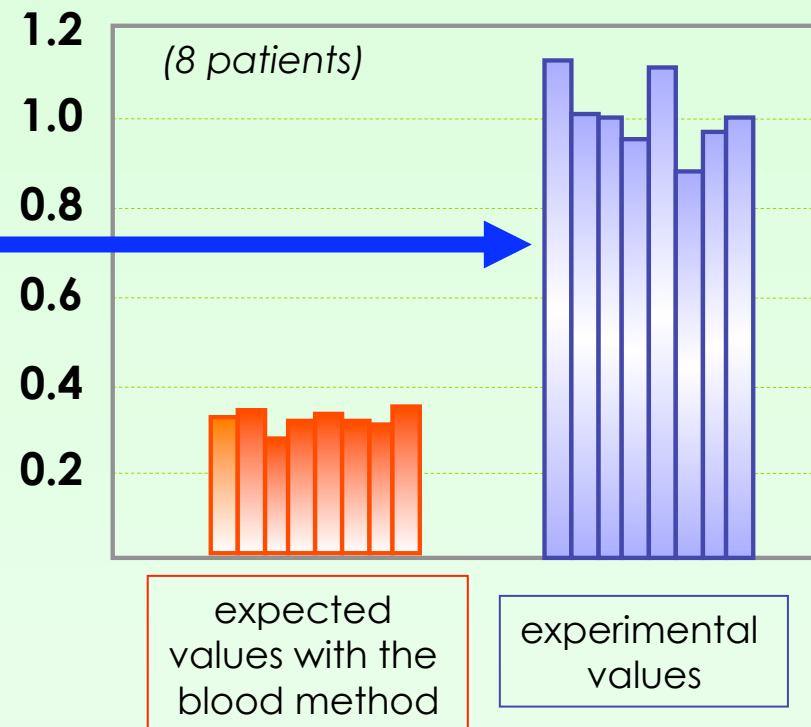 1.2
(8 patients)
1.0
0.8
0.6
0.4
0.2
expected
values with the
blood method
experimental
values